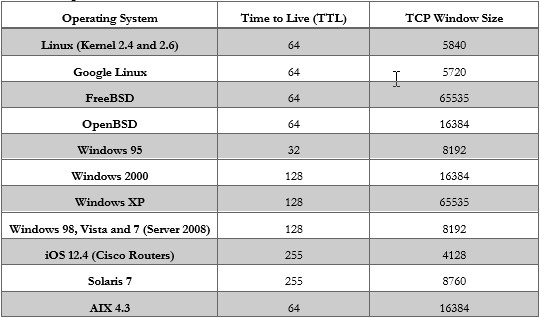 Operating System Time to Live (TTL) TCP Window Size
Linux (Kernel 2.4 and 2.6) 64 5840
Google Linux 64 5720
FreeBSD 64 65535
OpenBSD 64 16384
Windows 95 32 8192
Windows 2000 128 16384
Windows XP 128 65535
Windows 98, Vista and 7 (Server 2008) 128 8192
iOS 12.4 (Cisco Routers) 255 4128
Solaris 7 255 8760
AIX 4.3 64 16384